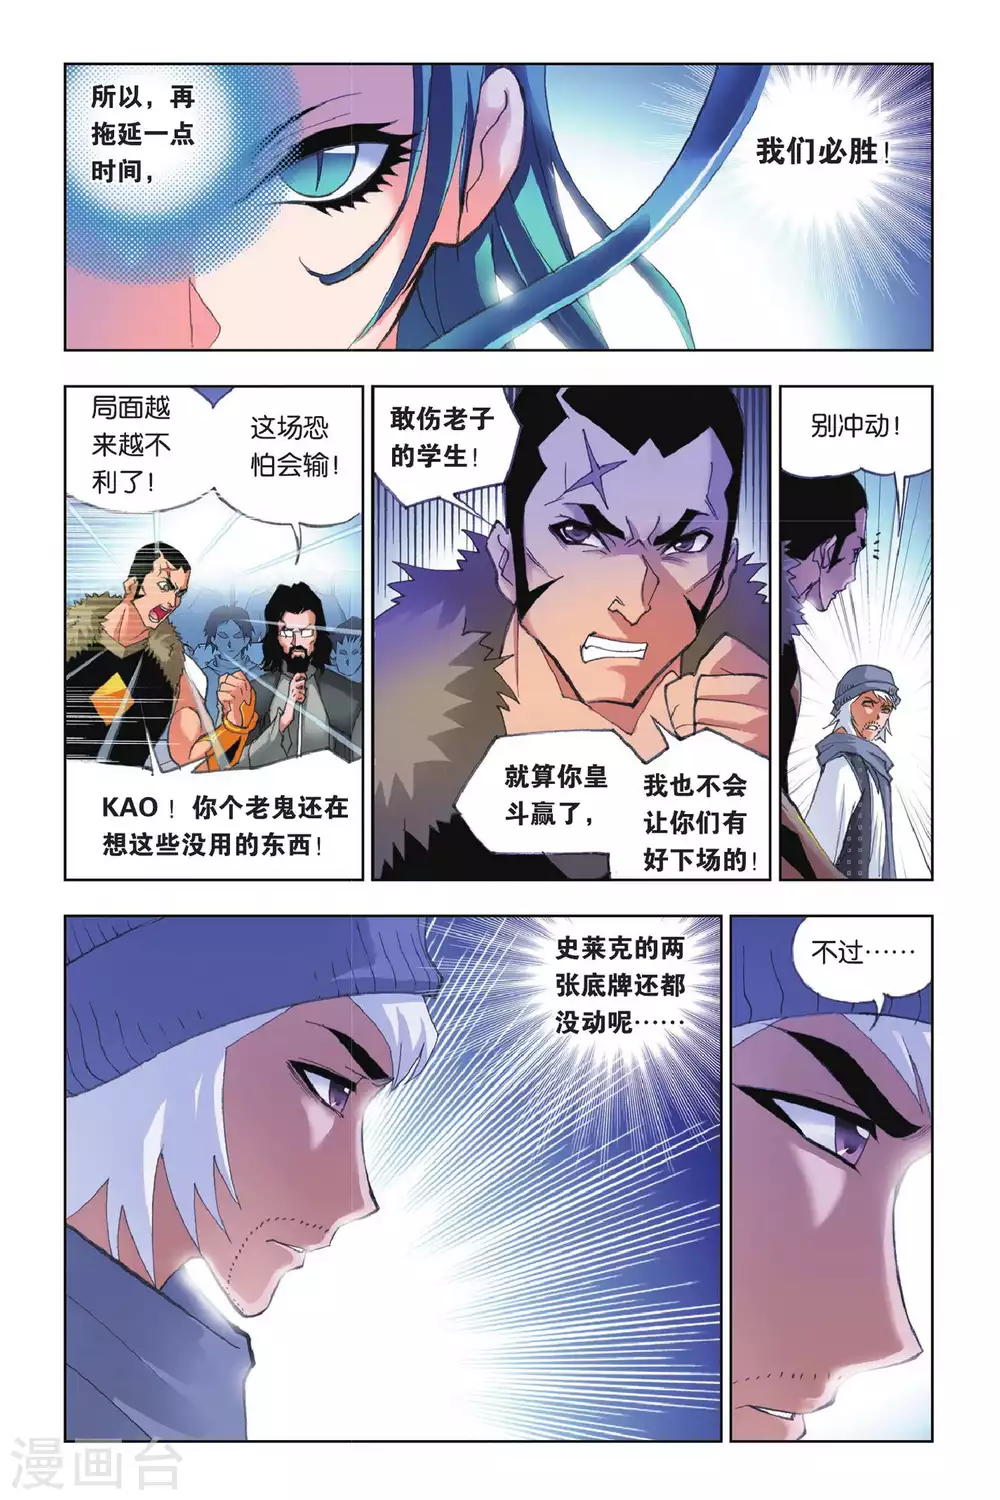 所以，再
拖延一点
时间，
我们必胜！
局面越
来越不
利了！
这场恐
怕会输！
KAO！你个老鬼还在
想这些没用的东西！
敢伤老子
的学生！
就算你皇
斗赢了，
我也不会
让你们有
好下场的！
别冲动！
史莱克的两
张底牌还都
没动呢……
不过……
漫画台